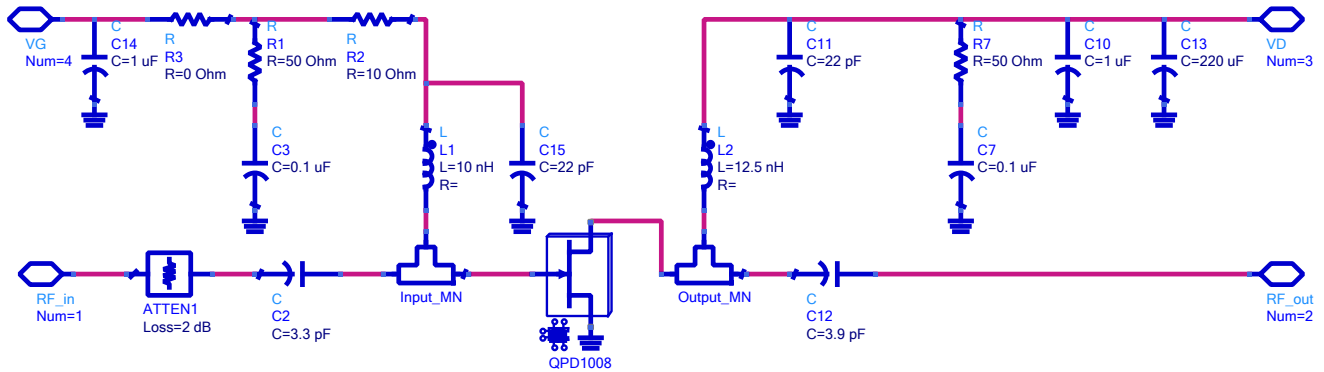 VG
Num=4
C
C14
C=1 uF
R
R3
R=0 Ohm
R
R1
R=50 Ohm
R
R2
R=10 Ohm
C
C11
C=22 pF
R
R7
R=50 Ohm
C
C10
C=1 uF
C
C13
C=220 uF
VD
Num=3
C
C3
C=0.1 uF
L
L1
L=10 nH
R=
C
C15
C=22 pF
L
L2
L=12.5 nH
R=
C
C7
C=0.1 uF
RF_in
Num=1
ATTEN1
Loss=2 dB
C
C2
C=3.3 pF
Input_MN
QPD1008
Output_MN
C
C12
C=3.9 pF
RF_out
Num=2